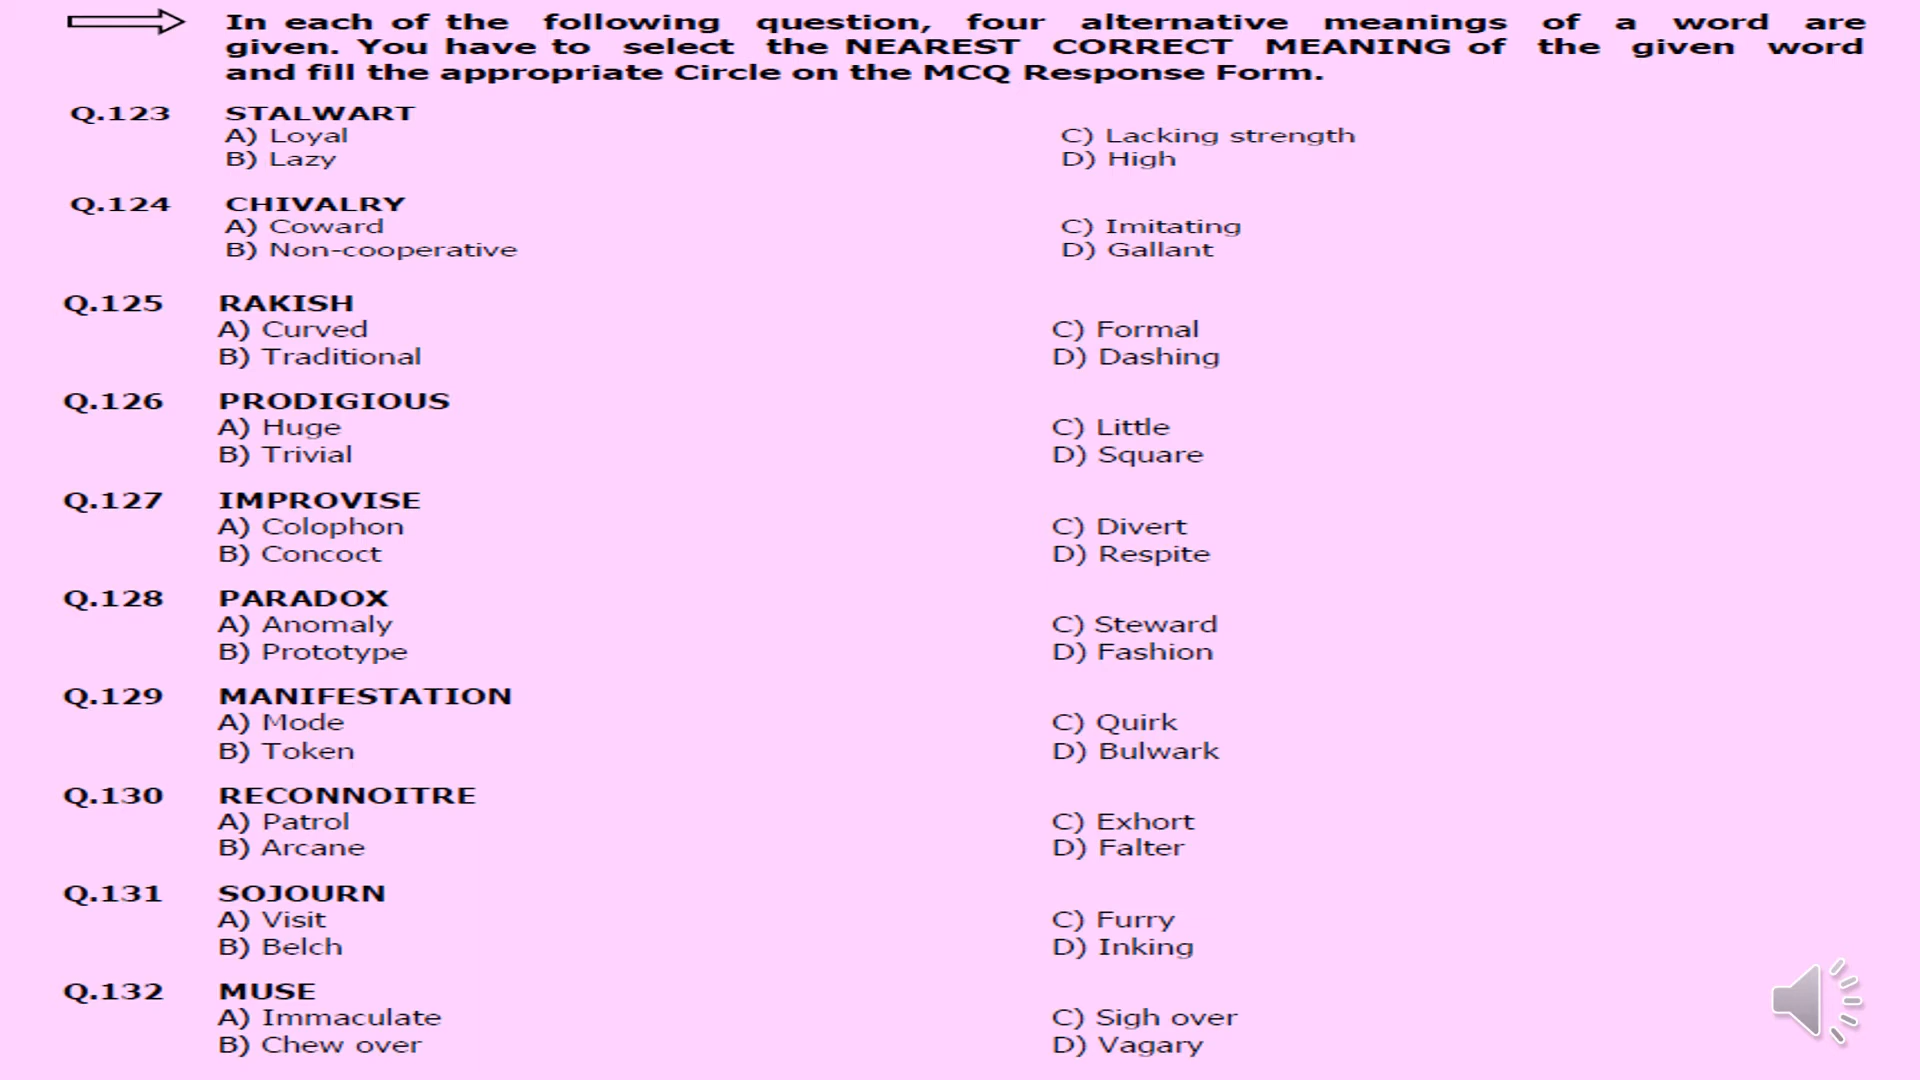 In each of the following question, four alternative meanings of a word are
given. You have to select the NEAREST CORRECT MEANING of the given word
and fill the appropriate Circle on the MCQ Response Form.
Q.123 STALWART
A) Loyal C) Lacking strength
B) Lazy D) High
Q.124 CHIVALRY
A) Coward C) Imitating
B) Non-cooperative D) Gallant
Q.125 RAKISH
A) Curved C) Formal
B) Traditional D) Dashing
Q.126 PRODIGIOUS
A) Huge C) Little
B) Trivial D) Square
Q.127 IMPROVISE
A) Colophon C) Divert
B) Concoct D) Respite
Q.128 PARADOX
A) Anomaly C) Steward
B) Prototype D) Fashion
Q.129 MANIFESTATION
A) Mode C) Quirk
B) Token D) Bulwark
Q.130 RECONNOITRE
A) Patrol C) Exhort
B) Arcane D) Falter
Q.131 SOJOURN
A) Visit C) Furry
B) Belch D) Inking
Q.132 MUSE
A) Immaculate C) Sigh over
B) Chew over D) Vagary